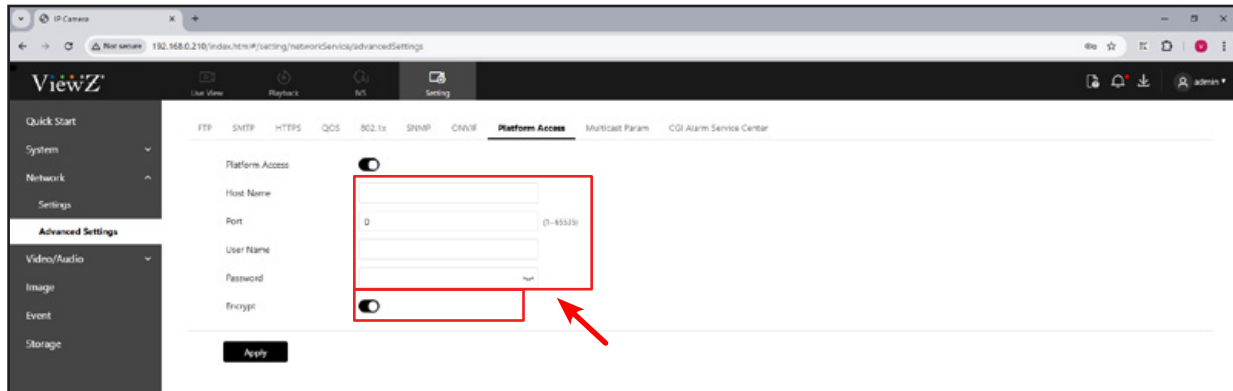 IP Camera
Not secure 192.168.0.210/index.html#/setting/networkService/advancedSettings
ViewZ
Live View Playback IVS Setting
admin
Quick Start
System
Network
Settings
Advanced Settings
Video/Audio
Image
Event
Storage
FTP SMTP HTTPS QOS 802.1x SNMP ONVIF Platform Access Multicast Param CGI Alarm Service Center
Platform Access
Host Name
Port 0 (1~65535)
User Name
Password
Encrypt
Apply